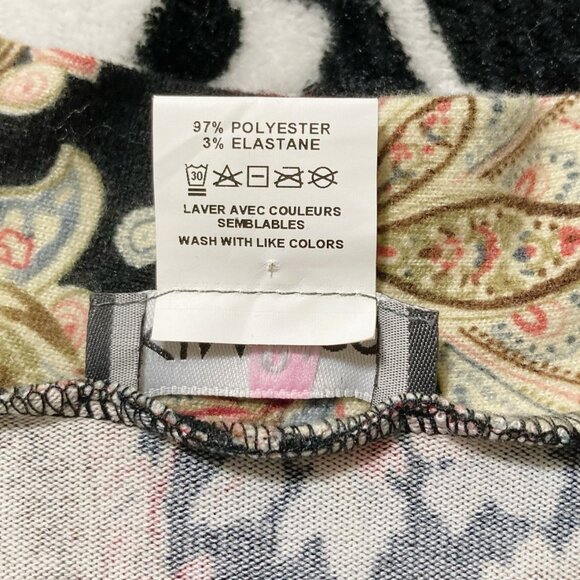 97% POLYESTER
3% ELASTANE
30
LAVER AVEC COULEURS
SEMBLABLES
WASH WITH LIKE COLORS